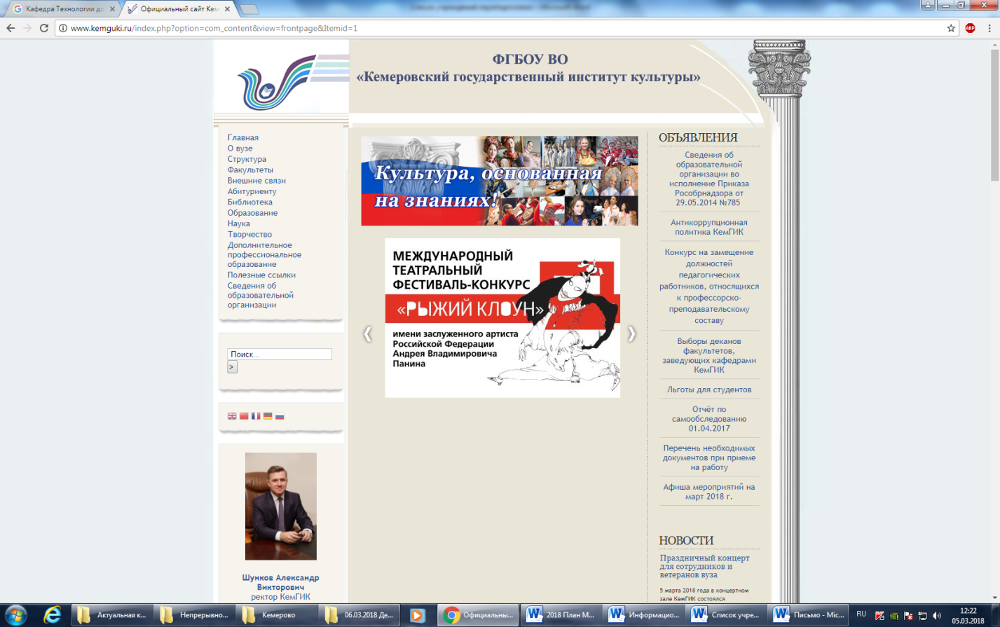 Кафедра Технологии до
Официальный сайт Кем
www.kemguki.ru/index.php?option=com_content&view=frontpage&Itemid=1
ABP
ФГБОУ ВО
«Кемеровский государственный институт культуры»
Главная
О вузе
Структура
Факультеты
Внешние связи
Абитуриенту
Библиотека
Образование
Наука
Творчество
Дополнительное
профессиональное
образование
Полезные ссылки
Сведения об
образовательной
организации
Поиск...
>
Шунков Александр
Викторович
ректор КемГИК
Культура, основанная
на знаниях!
МЕЖДУНАРОДНЫЙ
ТЕАТРАЛЬНЫЙ
ФЕСТИВАЛЬ-КОНКУРС
«РЫЖИЙ КЛОУН»
имени заслуженного артиста
Российской Федерации
Андрея Владимировича
Панина
ОБЪЯВЛЕНИЯ
Сведения об
образовательной
организации во
исполнение Приказа
Рособрнадзора от
29.05.2014 №785
Антикоррупционная
политика КемГИК
Конкурс на замещение
должностей
педагогических
работников, относящихся
к профессорско-
преподавательскому
составу
Выборы деканов
факультетов,
заведующих кафедрами
КемГИК
Льготы для студентов
Отчёт по
самообследованию
01.04.2017
Перечень необходимых
документов при приеме
на работу
Афиша мероприятий на
март 2018 г.
НОВОСТИ
Праздничный концерт
для сотрудников и
ветеранов вуза
5 марта 2018 года в концертном
зале КемГИК состоялся
Актуальная к...
Непрерывно...
Кемерово
06.03.2018 Де...
Официальны...
2018 План М...
Информацио...
Список учре...
Письмо - Mic...
RU
12:22
05.03.2018